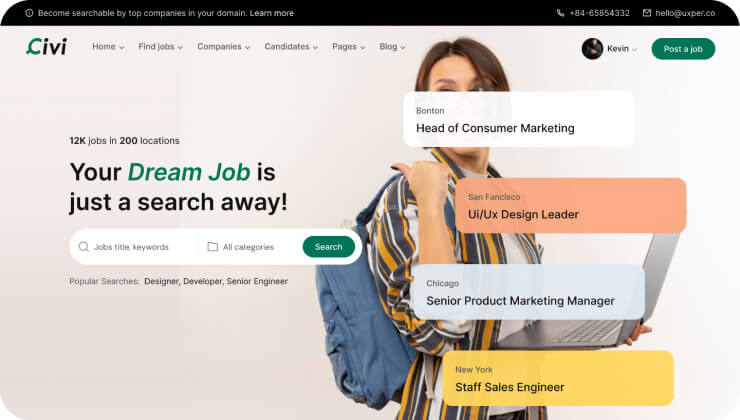 Become searchable by top companies in your domain. Learn more
+84-65854332
hello@uxper.co
Civi
Home
Find jobs
Companies
Candidates
Pages
Blog
Kevin
Post a job
12K jobs in 200 locations
Your Dream Job is
just a search away!
Jobs title, keywords
All categories
Search
Popular Searches: Designer, Developer, Senior Engineer
Bonton
Head of Consumer Marketing
San Fancisco
Ui/Ux Design Leader
Chicago
Senior Product Marketing Manager
New York
Staff Sales Engineer